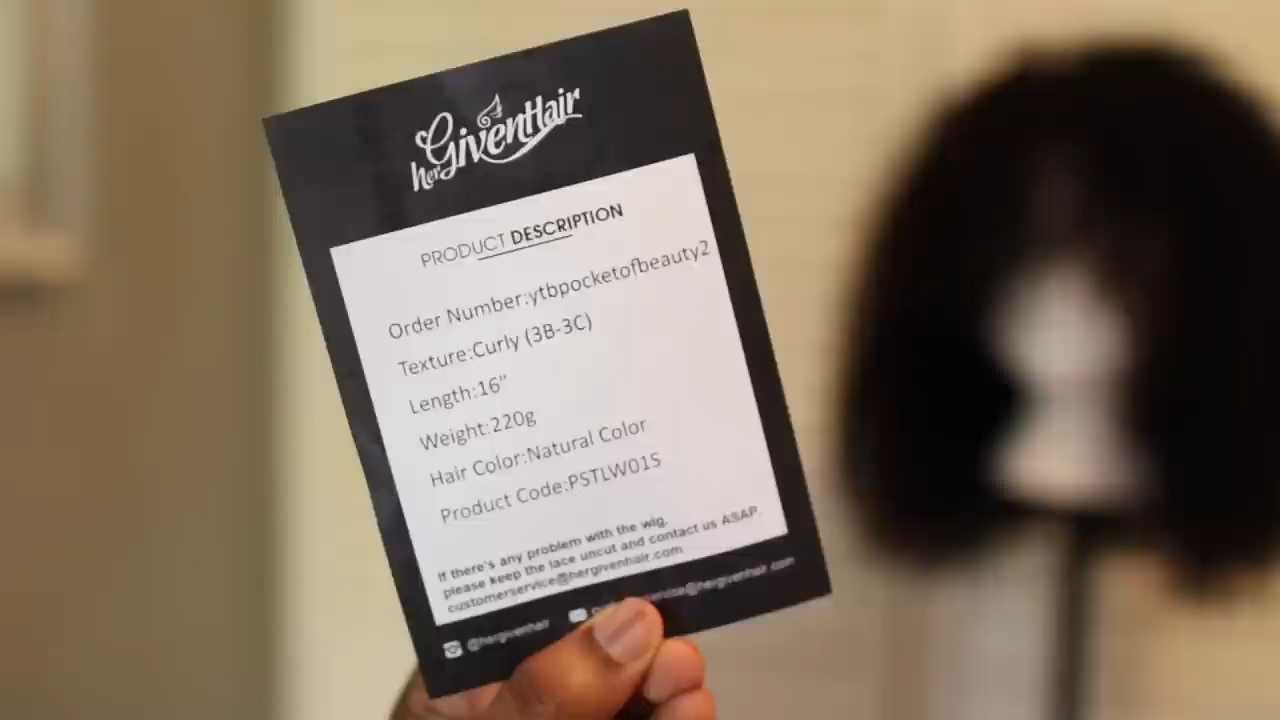 herGivenHair
PRODUCT DESCRIPTION
Order Number:ytbpocketofbeauty2
Texture:Curly (3B-3C)
Length:16"
Weight:220g
Hair Color:Natural Color
Product Code:PSTLW01S
If there's any problem with the wig,
please keep the lace uncut and contact us ASAP.
customerservice@hergivenhair.com
@hergivenhair